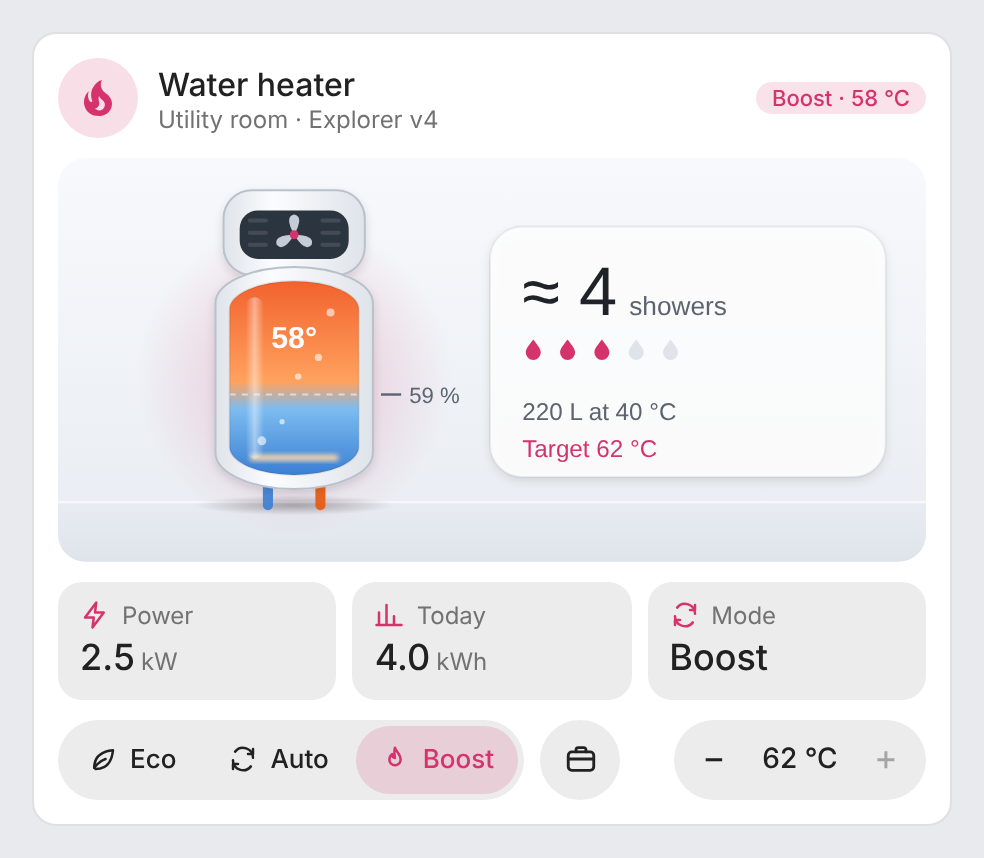 Water heater
Utility room · Explorer v4
Boost · 58 °C
58°
59 %
≈ 4 showers
220 L at 40 °C
Target 62 °C
Power
2.5 kW
Today
4.0 kWh
Mode
Boost
Eco
Auto
Boost
− 62 °C +